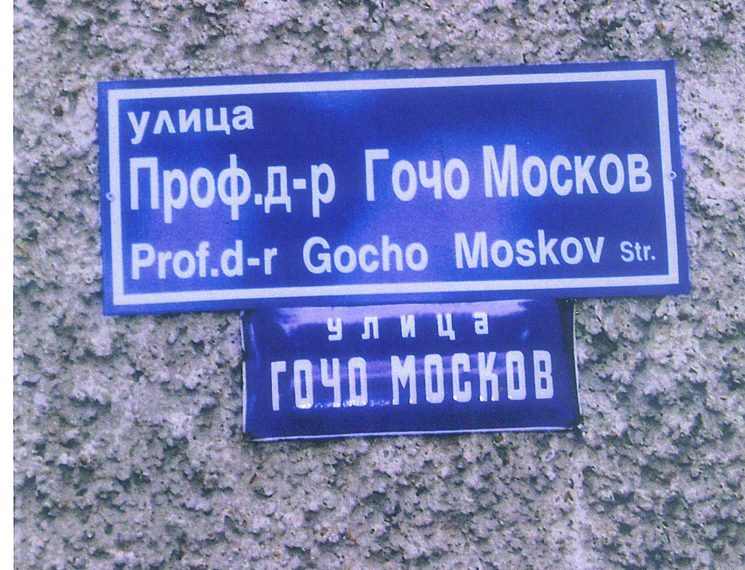 улица
Проф.д-р Гочо Москов
Prof.d-r Gocho Moskov Str.
улица
ГОЧО МОСКОВ